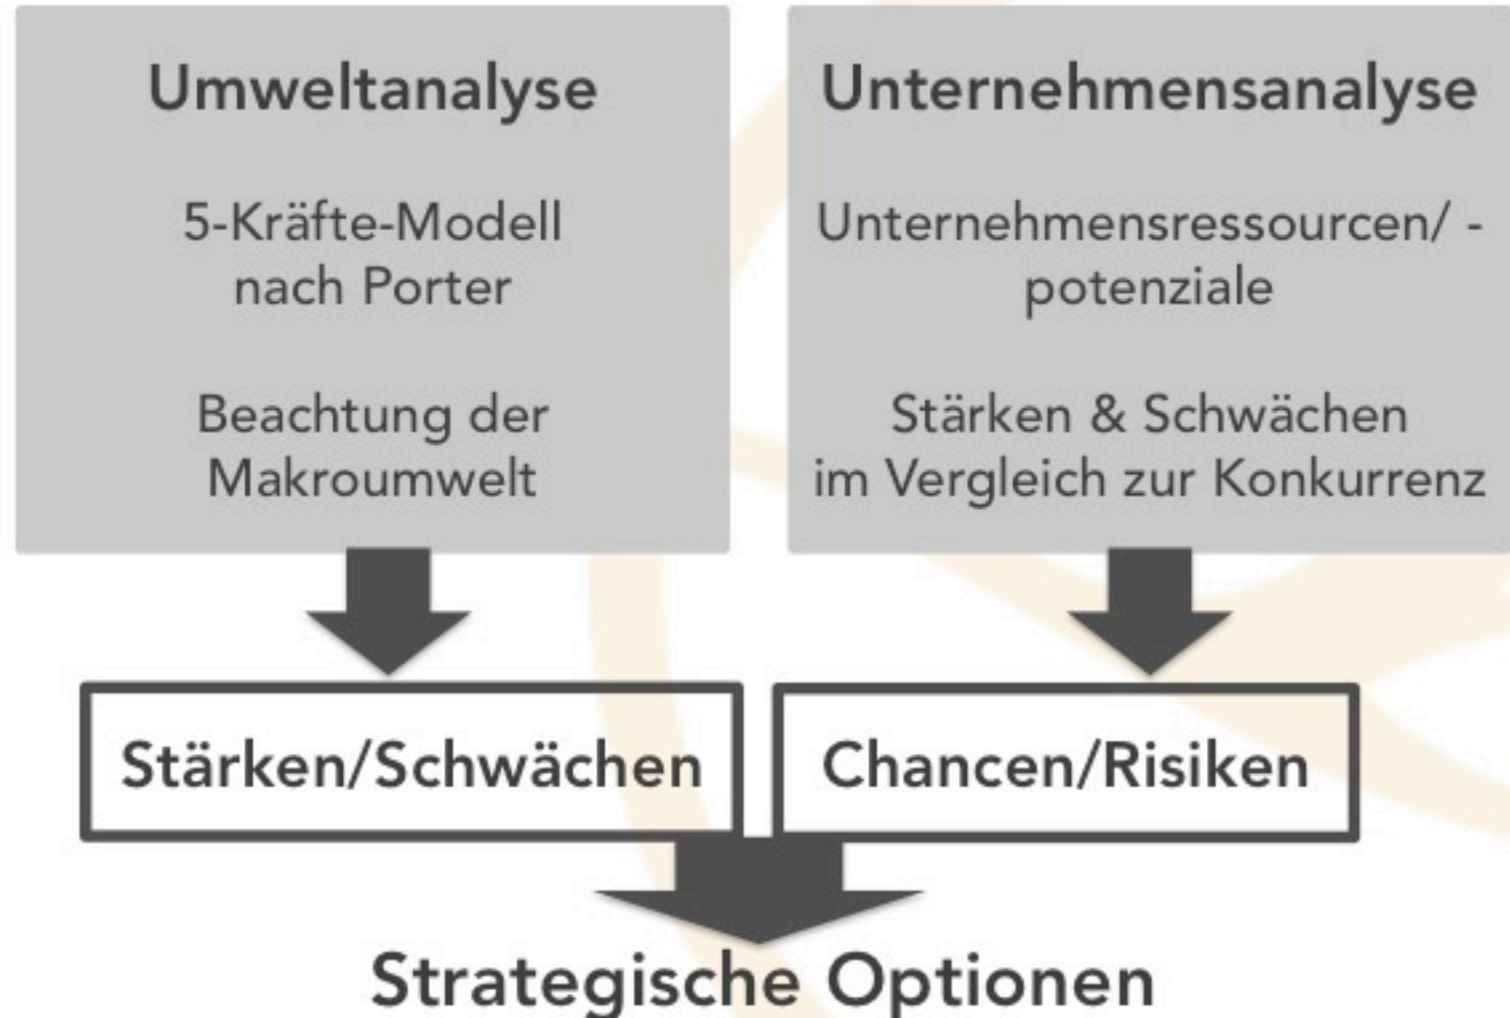 Umweltanalyse
5-Kräfte-Modell
nach Porter
Beachtung der
Makroumwelt
Unternehmensanalyse
Unternehmensressourcen/ -
potenziale
Stärken & Schwächen
im Vergleich zur Konkurrenz
Stärken/Schwächen
Chancen/Risiken
Strategische Optionen